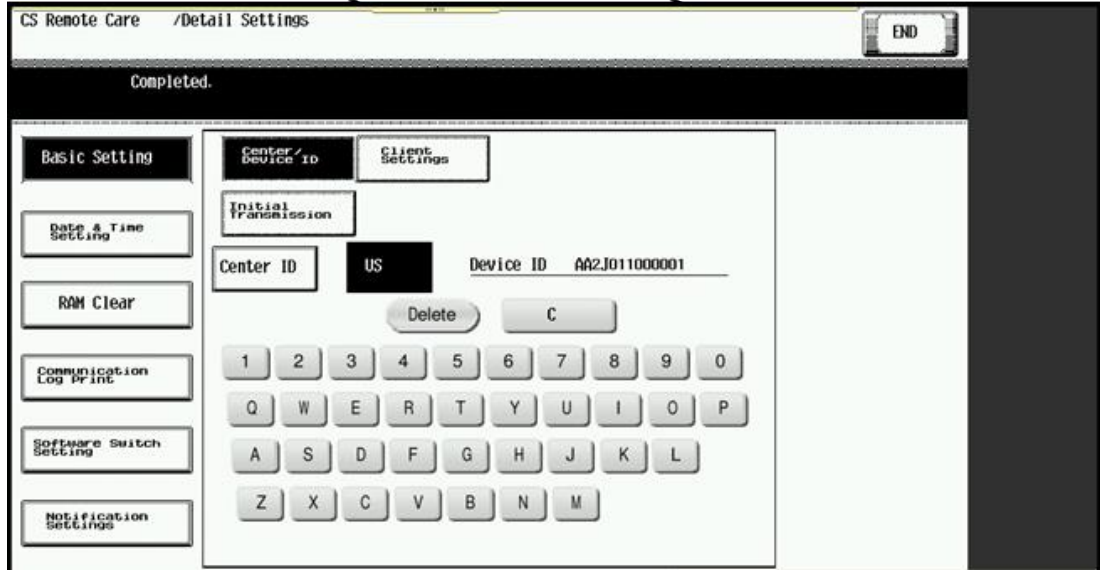 CS Remote Care /Detail Settings
END
Completed.
Basic Setting
Date & Time
Setting
RAM Clear
Communication
Log Print
Software Switch
Setting
Notification
Settings
Center/
Device ID
Client
Settings
Initial
Transmission
Center ID
US
Device ID AA2J011000001
Delete
C
1 2 3 4 5 6 7 8 9 0
Q W E R T Y U I O P
A S D F G H J K L
Z X C V B N M